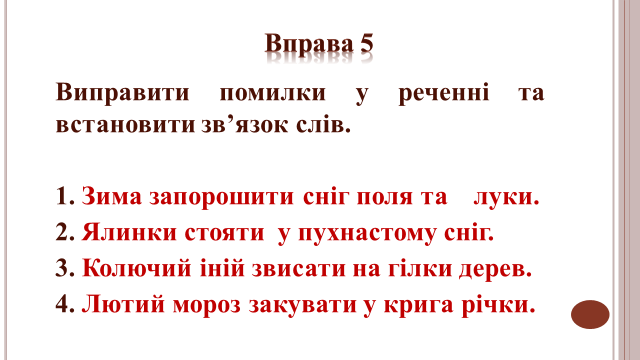 Вправа 5
Виправити помилки у реченні та
встановити зв’язок слів.
1. Зима запорошити сніг поля та луки.
2. Ялинки стояти у пухнастому сніг.
3. Колючий іній звисати на гілки дерев.
4. Лютий мороз закувати у крига річки.